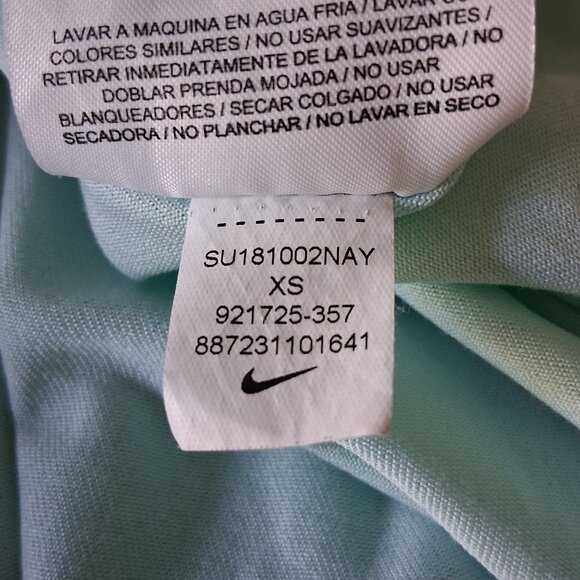 LAVAR A MAQUINA EN AGUA FRIA / LAVAR
COLORES SIMILARES / NO USAR SUAVIZANTES /
RETIRAR INMEDIATAMENTE DE LA LAVADORA / NO
DOBLAR PRENDA MOJADA / NO USAR
BLANQUEADORES / SECAR COLGADO / NO USAR
SECADORA / NO PLANCHAR / NO LAVAR EN SECO
SU181002NAY
XS
921725-357
887231101641